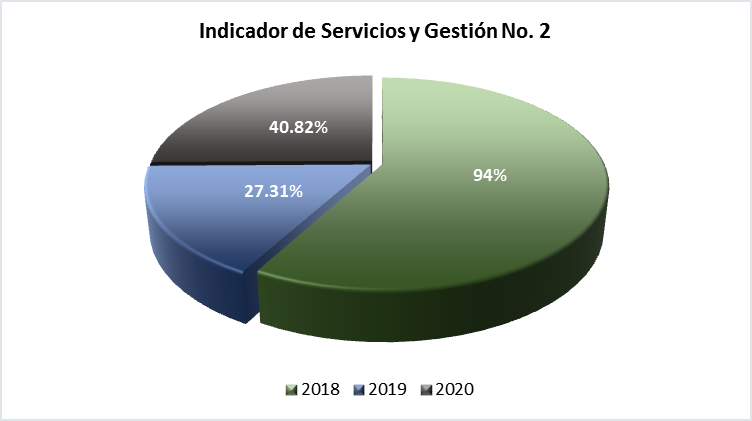 Indicador de Servicios y Gestión No. 2
40.82%
94%
27.31%
2018 2019 2020